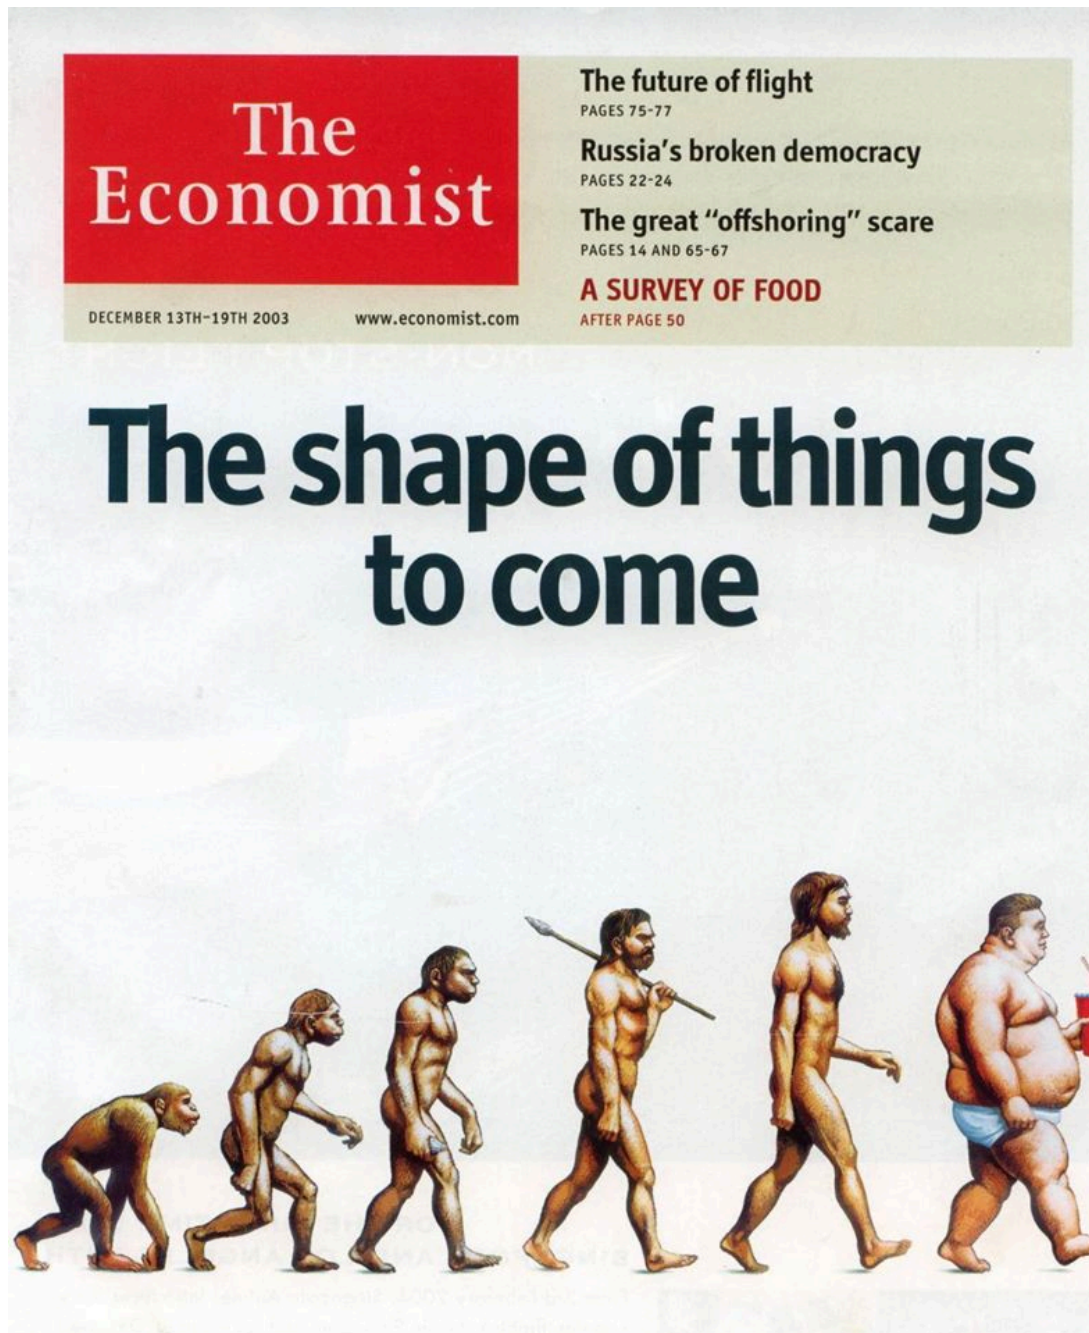 The
Economist
DECEMBER 13TH–19TH 2003
www.economist.com
The future of flight
PAGES 75-77
Russia's broken democracy
PAGES 22-24
The great “offshoring” scare
PAGES 14 AND 65-67
A SURVEY OF FOOD
AFTER PAGE 50
The shape of things
to come